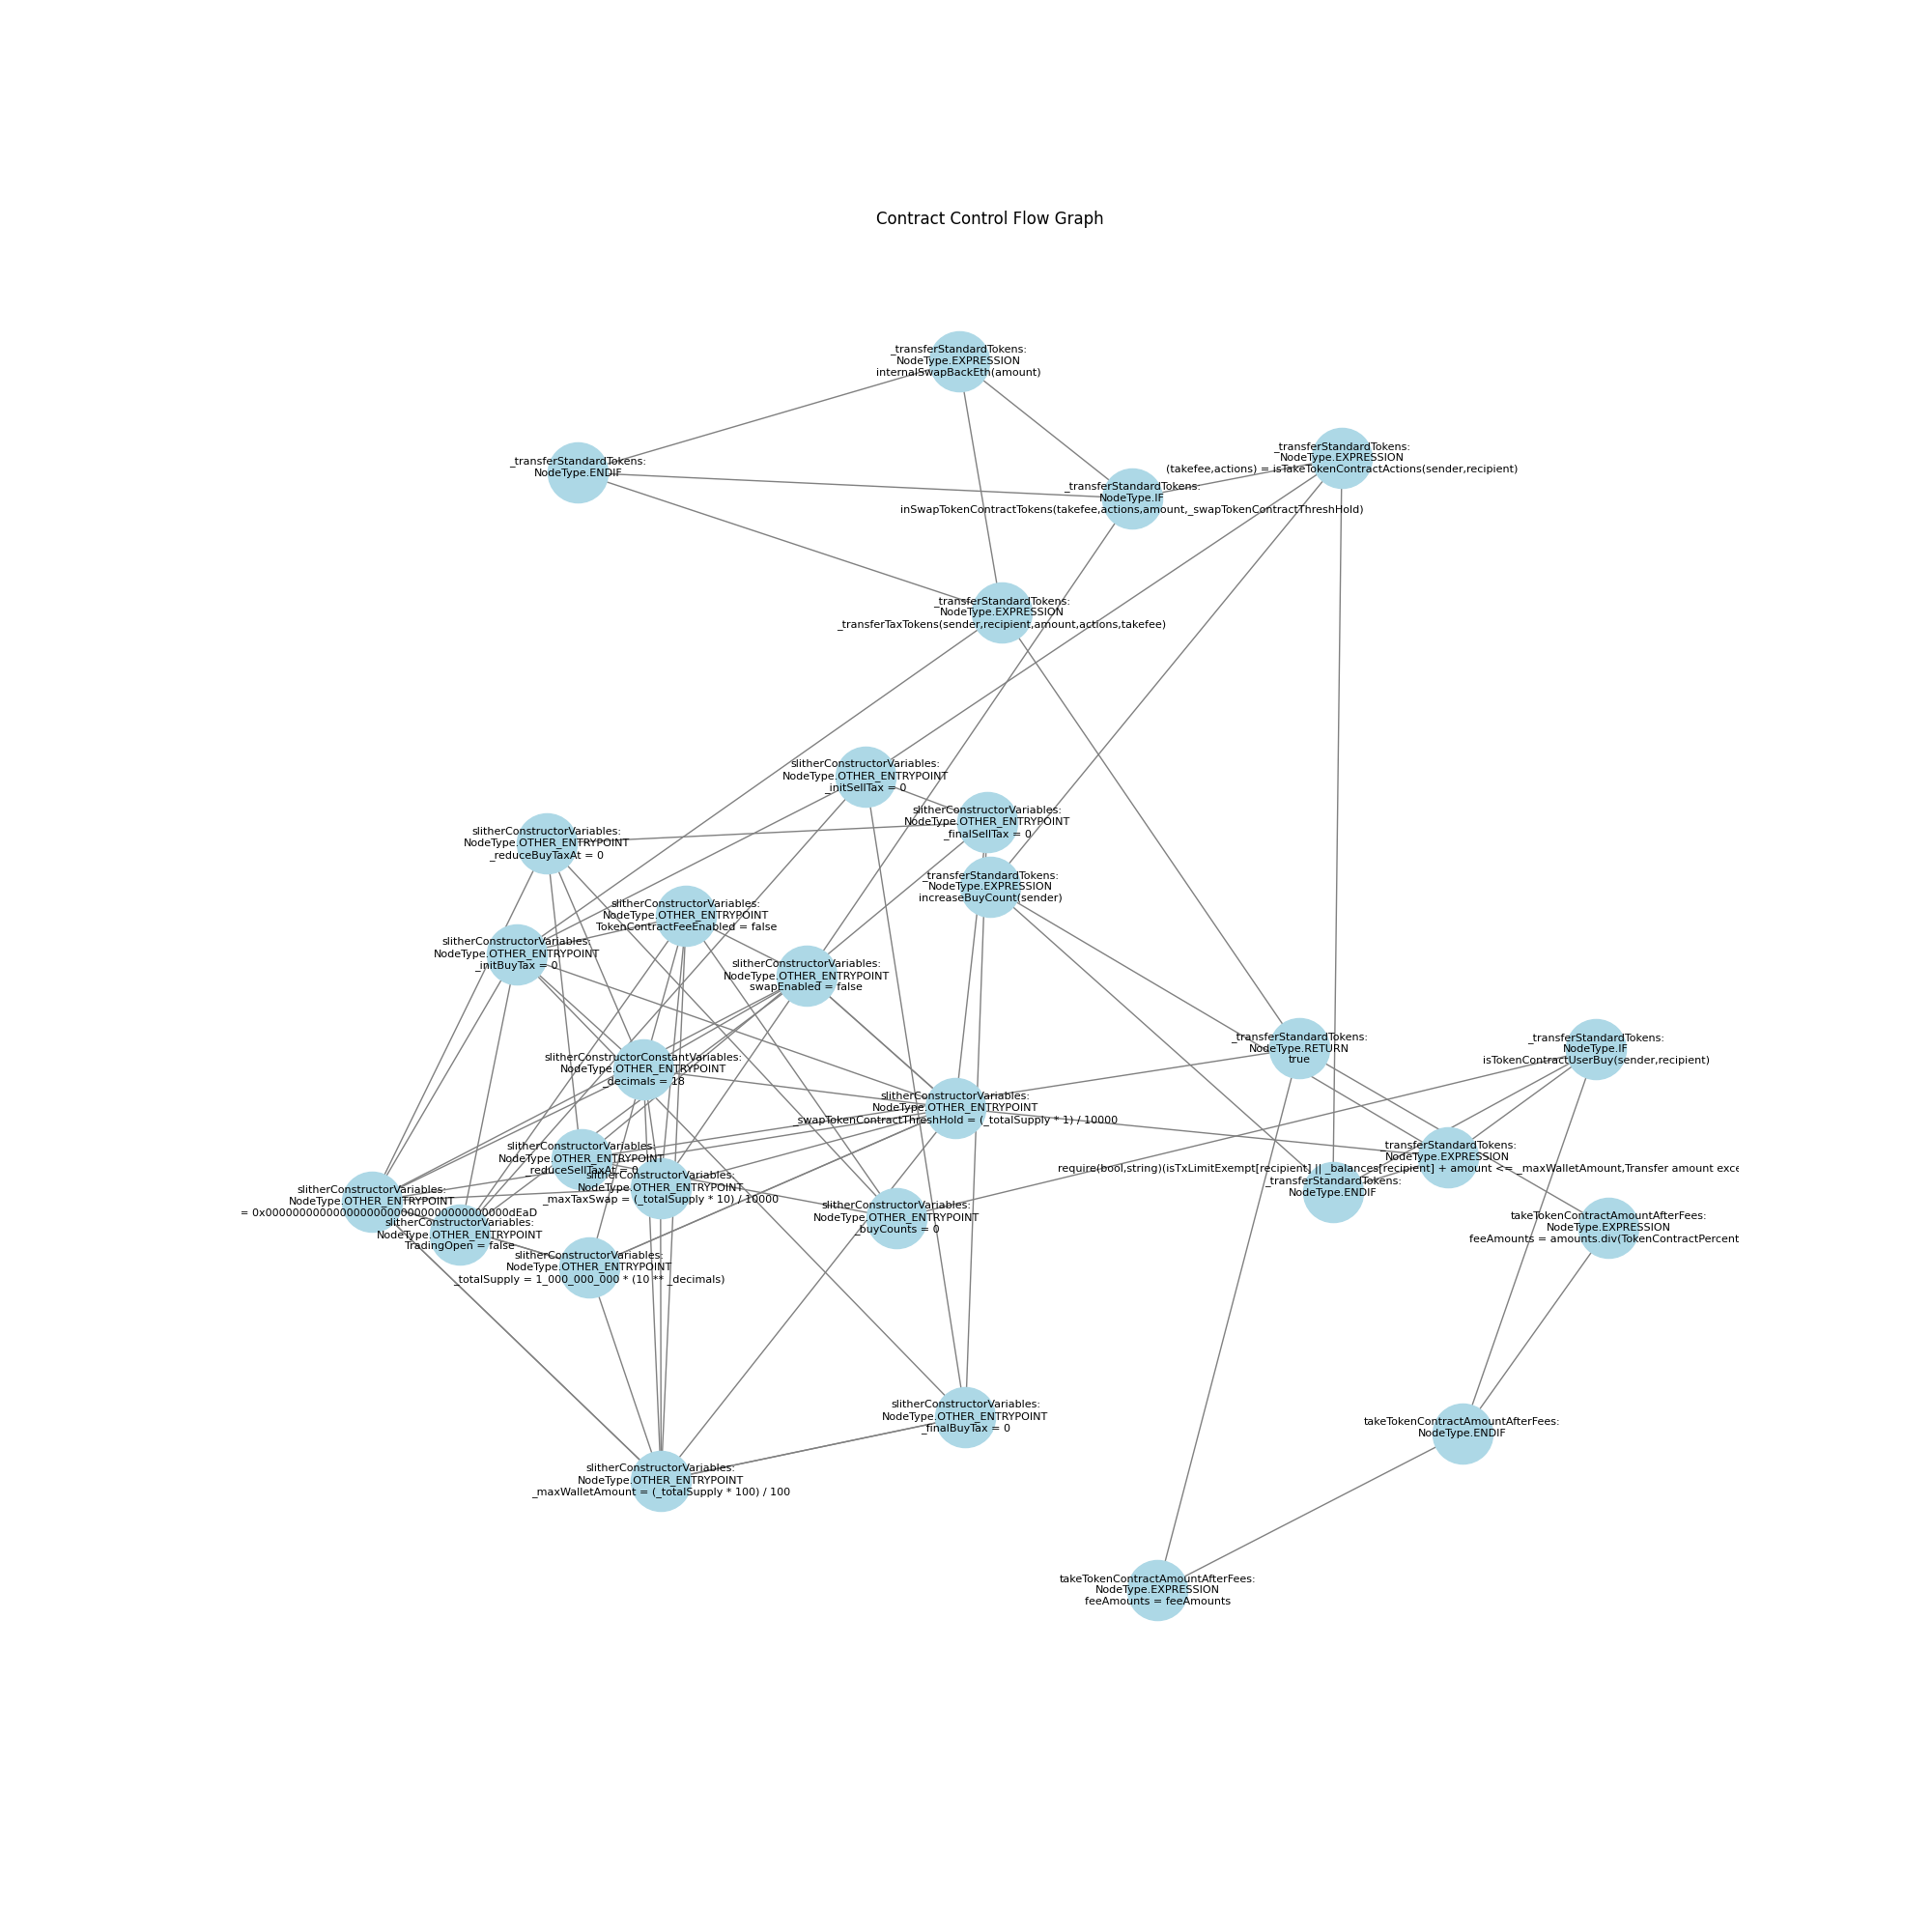 Contract Control Flow Graph
_transferStandardTokens:
NodeType.EXPRESSION
internalSwapBackEth(amount)
_transferStandardTokens:
NodeType.EXPRESSION
(takefee,actions) = isTakeTokenContractActions(sender,recipient)
_transferStandardTokens:
NodeType.ENDIF
_transferStandardTokens:
NodeType.IF
inSwapTokenContractTokens(takefee,actions,amount,_swapTokenContractThreshHold)
_transferStandardTokens:
NodeType.EXPRESSION
_transferTaxTokens(sender,recipient,amount,actions,takefee)
slitherConstructorVariables:
NodeType.OTHER_ENTRYPOINT
_initSellTax = 0
slitherConstructorVariables:
NodeType.OTHER_ENTRYPOINT
_finalSellTax = 0
slitherConstructorVariables:
NodeType.OTHER_ENTRYPOINT
_reduceBuyTaxAt = 0
_transferStandardTokens:
NodeType.EXPRESSION
increaseBuyCount(sender)
slitherConstructorVariables:
NodeType.OTHER_ENTRYPOINT
TokenContractFeeEnabled = false
slitherConstructorVariables:
NodeType.OTHER_ENTRYPOINT
_initBuyTax = 0
slitherConstructorVariables:
NodeType.OTHER_ENTRYPOINT
swapEnabled = false
_transferStandardTokens:
NodeType.RETURN
true
_transferStandardTokens:
NodeType.IF
isTokenContractUserBuy(sender,recipient)
slitherConstructorConstantVariables:
NodeType.OTHER_ENTRYPOINT
_decimals = 18
slitherConstructorVariables:
NodeType.OTHER_ENTRYPOINT
_swapTokenContractThreshHold = (_totalSupply * 1) / 10000
slitherConstructorVariables:
NodeType.OTHER_ENTRYPOINT
_reduceSellTaxAt = 0
_transferStandardTokens:
NodeType.EXPRESSION
require(bool,string)(isTxLimitExempt[recipient] || _balances[recipient] + amount <= _maxWalletAmount,Transfer amount exce
slitherConstructorVariables:
NodeType.OTHER_ENTRYPOINT
_maxTaxSwap = (_totalSupply * 10) / 10000
_transferStandardTokens:
NodeType.ENDIF
slitherConstructorVariables:
NodeType.OTHER_ENTRYPOINT
= 0x000000000000000000000000000000000000dEaD
slitherConstructorVariables:
NodeType.OTHER_ENTRYPOINT
_buyCounts = 0
takeTokenContractAmountAfterFees:
NodeType.EXPRESSION
feeAmounts = amounts.div(TokenContractPercent
slitherConstructorVariables:
NodeType.OTHER_ENTRYPOINT
TradingOpen = false
slitherConstructorVariables:
NodeType.OTHER_ENTRYPOINT
_totalSupply = 1_000_000_000 * (10 ** _decimals)
slitherConstructorVariables:
NodeType.OTHER_ENTRYPOINT
_finalBuyTax = 0
takeTokenContractAmountAfterFees:
NodeType.ENDIF
slitherConstructorVariables:
NodeType.OTHER_ENTRYPOINT
_maxWalletAmount = (_totalSupply * 100) / 100
takeTokenContractAmountAfterFees:
NodeType.EXPRESSION
feeAmounts = feeAmounts